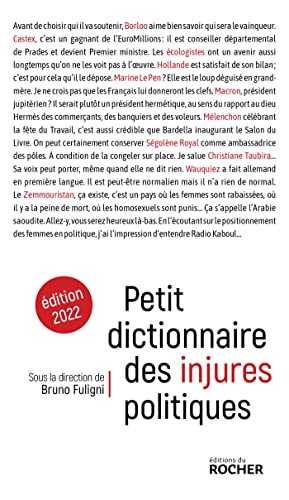 Avant de choisir qui il va soutenir, Borloo aime bien savoir qui sera le vainqueur.
Castex, c'est un gagnant de l'EuroMillions : il est conseiller départemental
de Prades et devient Premier ministre. Les écologistes ont un avenir aussi
longtemps qu'on ne les voit pas à l'œuvre. Hollande est satisfait de son bilan ;
c'est pour cela qu'il le dépose. Marine Le Pen ? Elle est le loup déguisé en grand-
mère. Je ne crois pas que les Français lui donneront les clefs. Macron, président
jupitérien ? Il serait plutôt un président hermétique, au sens du rapport au dieu
Hermès des commerçants, des banquiers et des voleurs. Mélenchon célébrant
la fête du Travail, c'est aussi crédible que Bardella inaugurant le Salon du
Livre. On peut certainement conserver Ségolène Royal comme ambassadrice
des pôles. À condition de la congeler sur place. Je salue Christiane Taubira...
Sa voix peut porter, même quand elle ne dit rien. Wauquiez a fait allemand
en première langue. Il est peut-être normalien mais il n'a rien de normal.
Le Zemmouristan, ça existe, c'est un pays où les femmes sont rabaissées, où
il y a la peine de mort, où les homosexuels sont punis... Ça s'appelle l'Arabie
saoudite. Allez-y, vous serez heureux là-bas. En l'écoutant sur le positionnement
des femmes en politique, j'ai l'impression d'entendre Radio Kaboul...
édition
2022
Petit
dictionnaire
des injures
politiques
Sous la direction de
Bruno Fuligni
éditions du
ROCHER